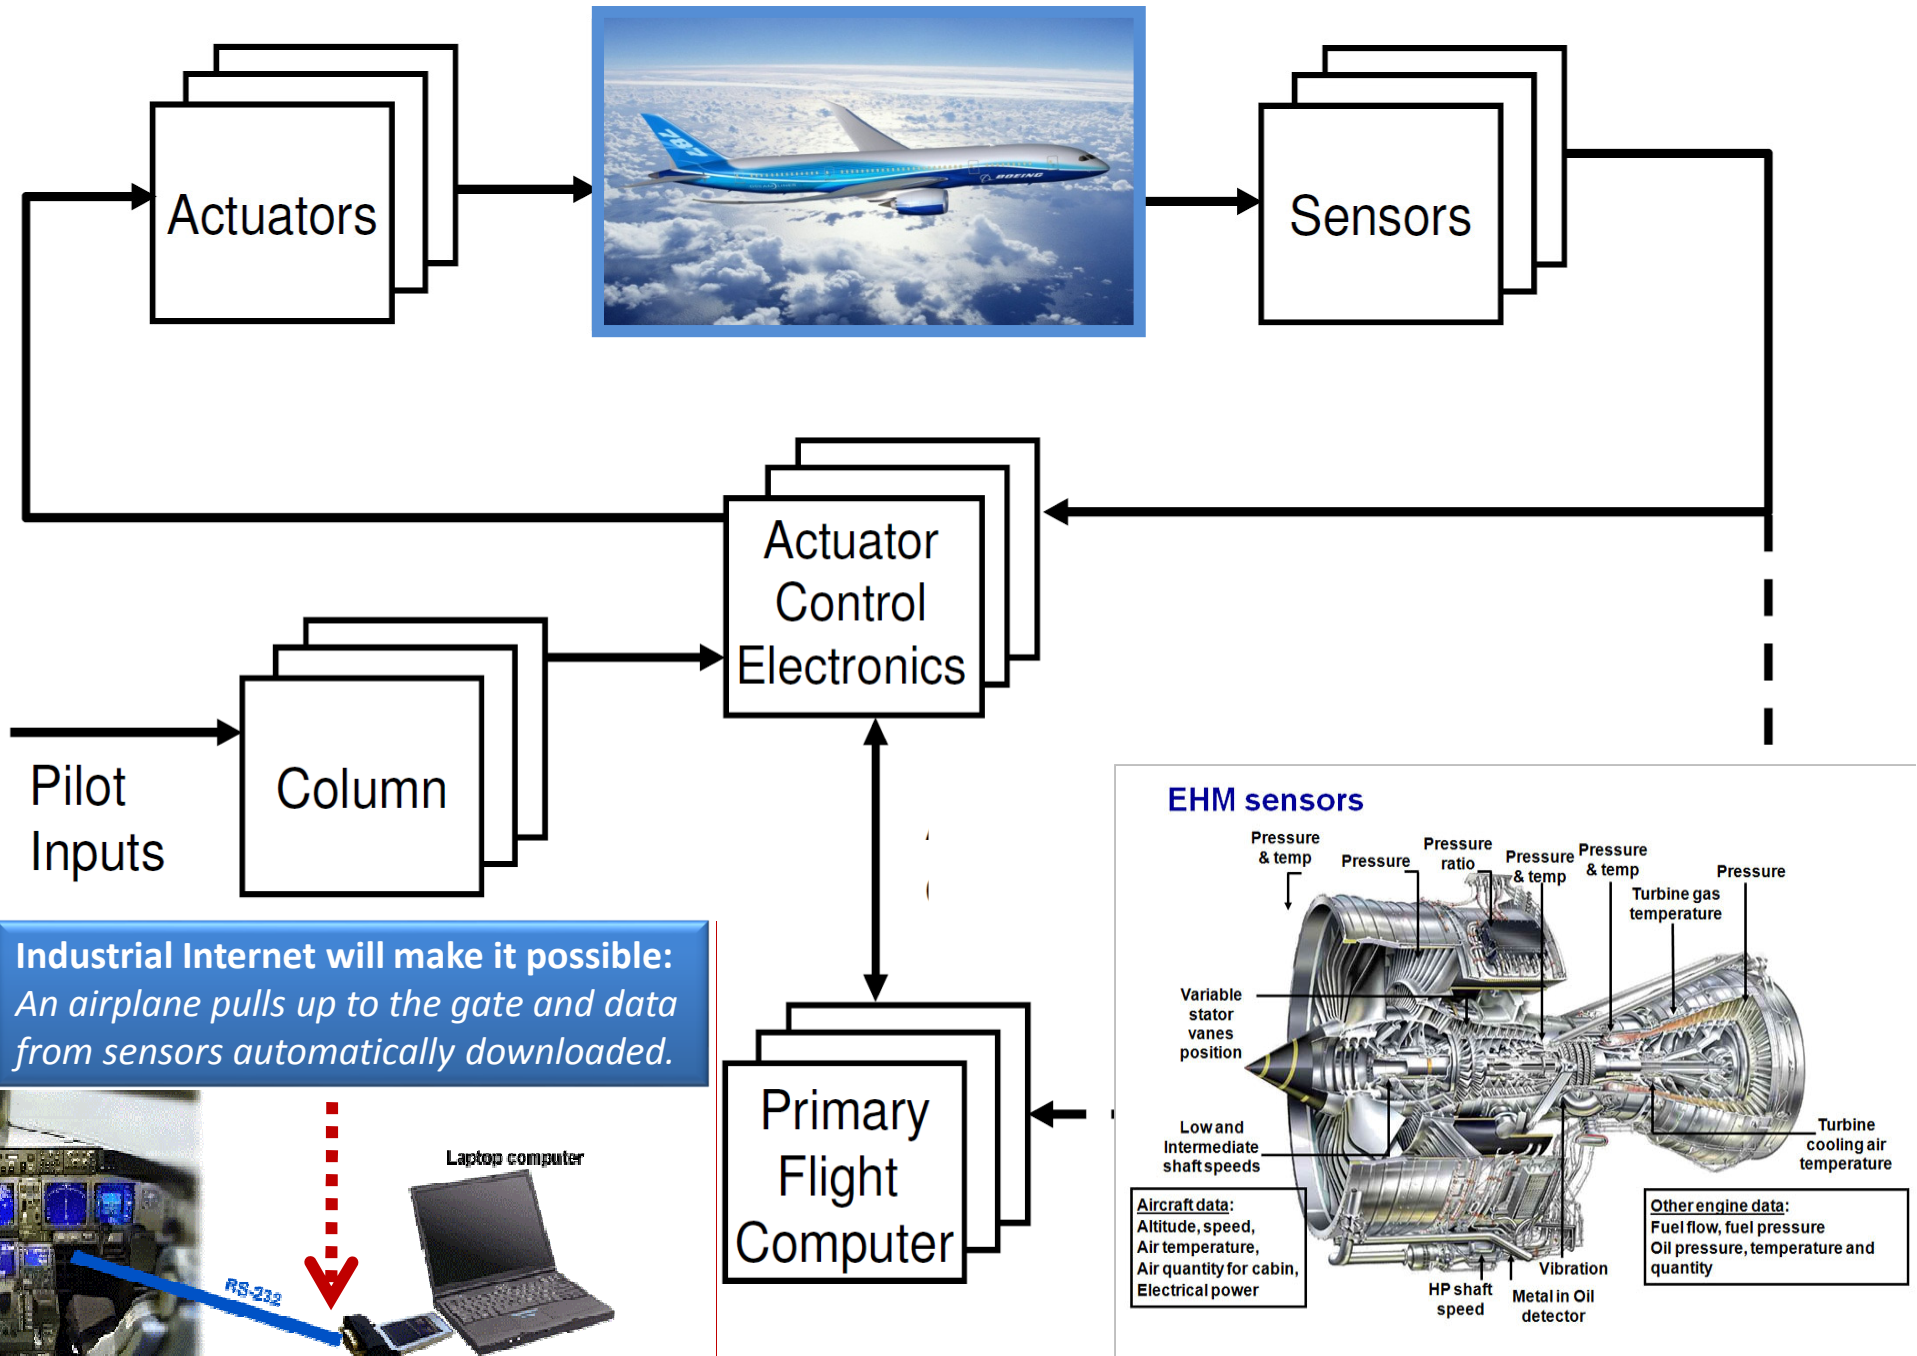 Actuators
787
BOEING
Sensors
Actuator
Control
Electronics
Pilot
Inputs
Column
Industrial Internet will make it possible:
An airplane pulls up to the gate and data
from sensors automatically downloaded.
Laptop computer
RS-232
Primary
Flight
Computer
EHM sensors
Pressure
& temp
Pressure
Pressure
ratio
Pressure
& temp
Pressure
& temp
Turbine gas
temperature
Pressure
Variable
stator
vanes
position
Low and
Intermediate
shaft speeds
Turbine
cooling air
temperature
Aircraft data:
Altitude, speed,
Air temperature,
Air quantity for cabin,
Electrical power
HP shaft
speed
Metal in Oil
detector
Vibration
Other engine data:
Fuel flow, fuel pressure
Oil pressure, temperature and
quantity